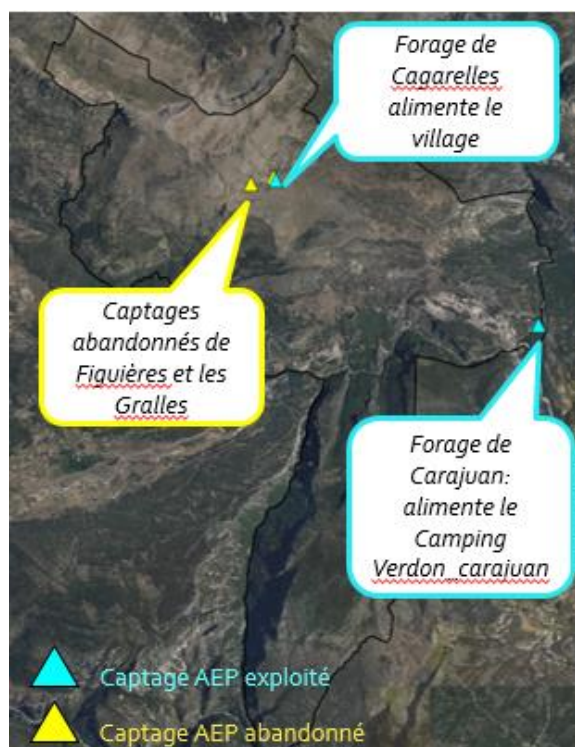 Forage de
Cagarelles
alimente le
village
Captages
abandonnés de
Figuières et les
Gralles
Forage de
Carajuan:
alimente le
Camping
Verdon_carajuan
Captage AEP exploité
Captage AEP abandonné